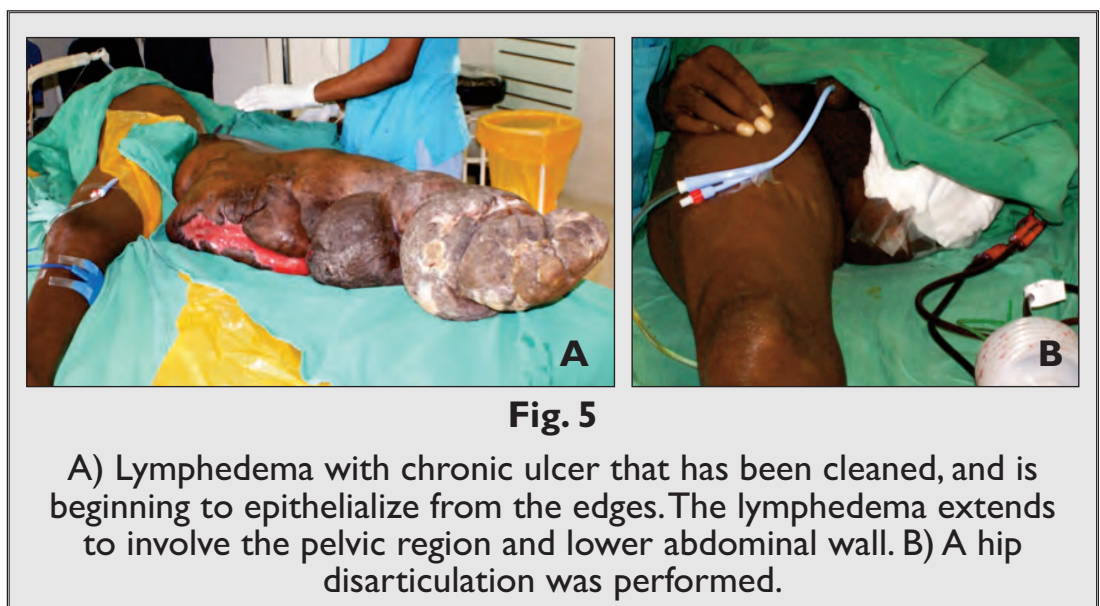 A
B
Fig. 5
A) Lymphedema with chronic ulcer that has been cleaned, and is
beginning to epithelialize from the edges. The lymphedema extends
to involve the pelvic region and lower abdominal wall. B) A hip
disarticulation was performed.